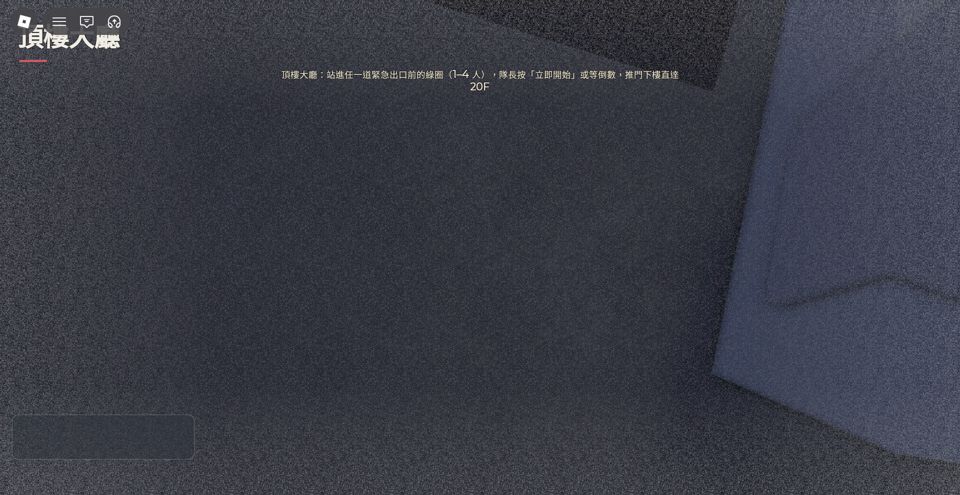 頂樓大廳
頂樓大廳：站進任一道緊急出口前的綠圈（1–4 人），隊長按「立即開始」或等倒數，推門下樓直達
20F